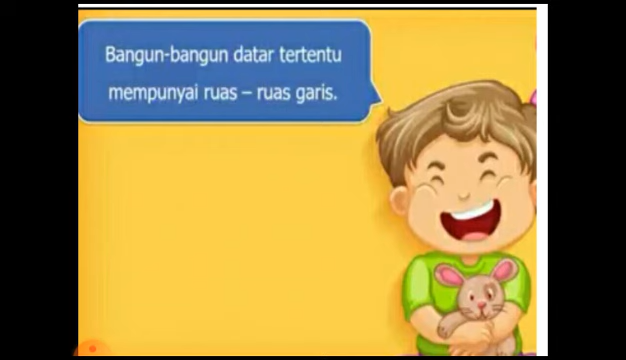 Bangun-bangun datar tertentu
mempunyai ruas – ruas garis.